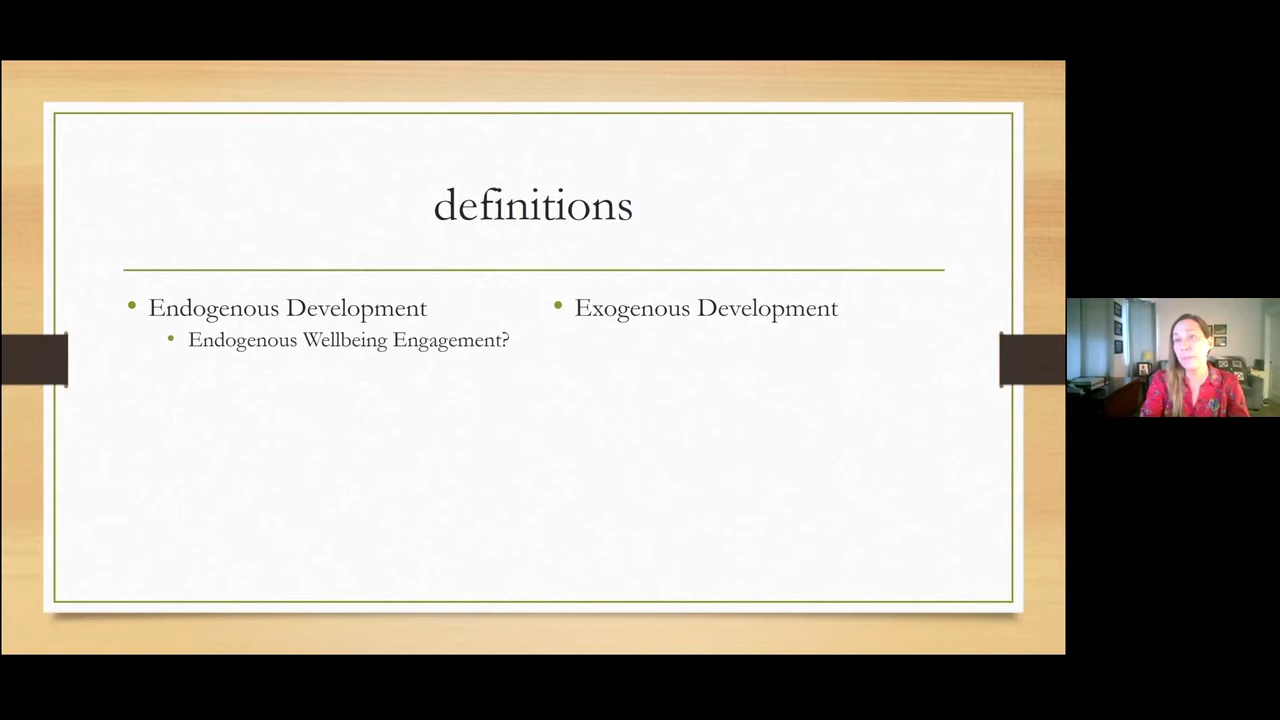 definitions
Endogenous Development
Endogenous Wellbeing Engagement?
Exogenous Development